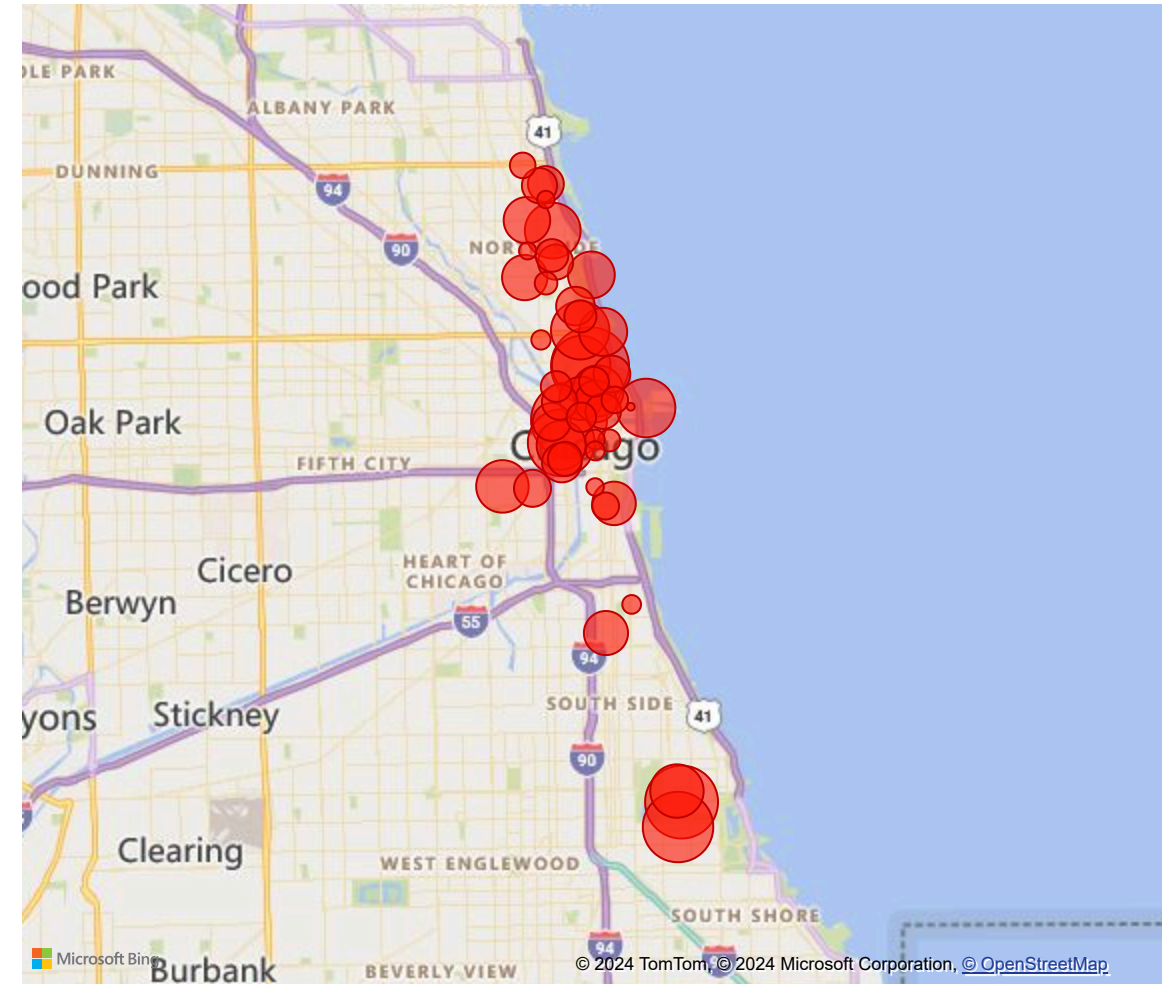 OLE PARK
ALBANY PARK
41
DUNNING
94
90
ood Park
Oak Park
FIFTH CITY
Cicero
HEART OF
CHICAGO
Berwyn
55
94
SOUTH SIDE
yons
Stickney
41
90
Clearing
WEST ENGLEWOOD
SOUTH SHORE
94
Microsoft Bing
Burbank
BEVERLY VIEW
© 2024 TomTom, © 2024 Microsoft Corporation, © OpenStreetMap